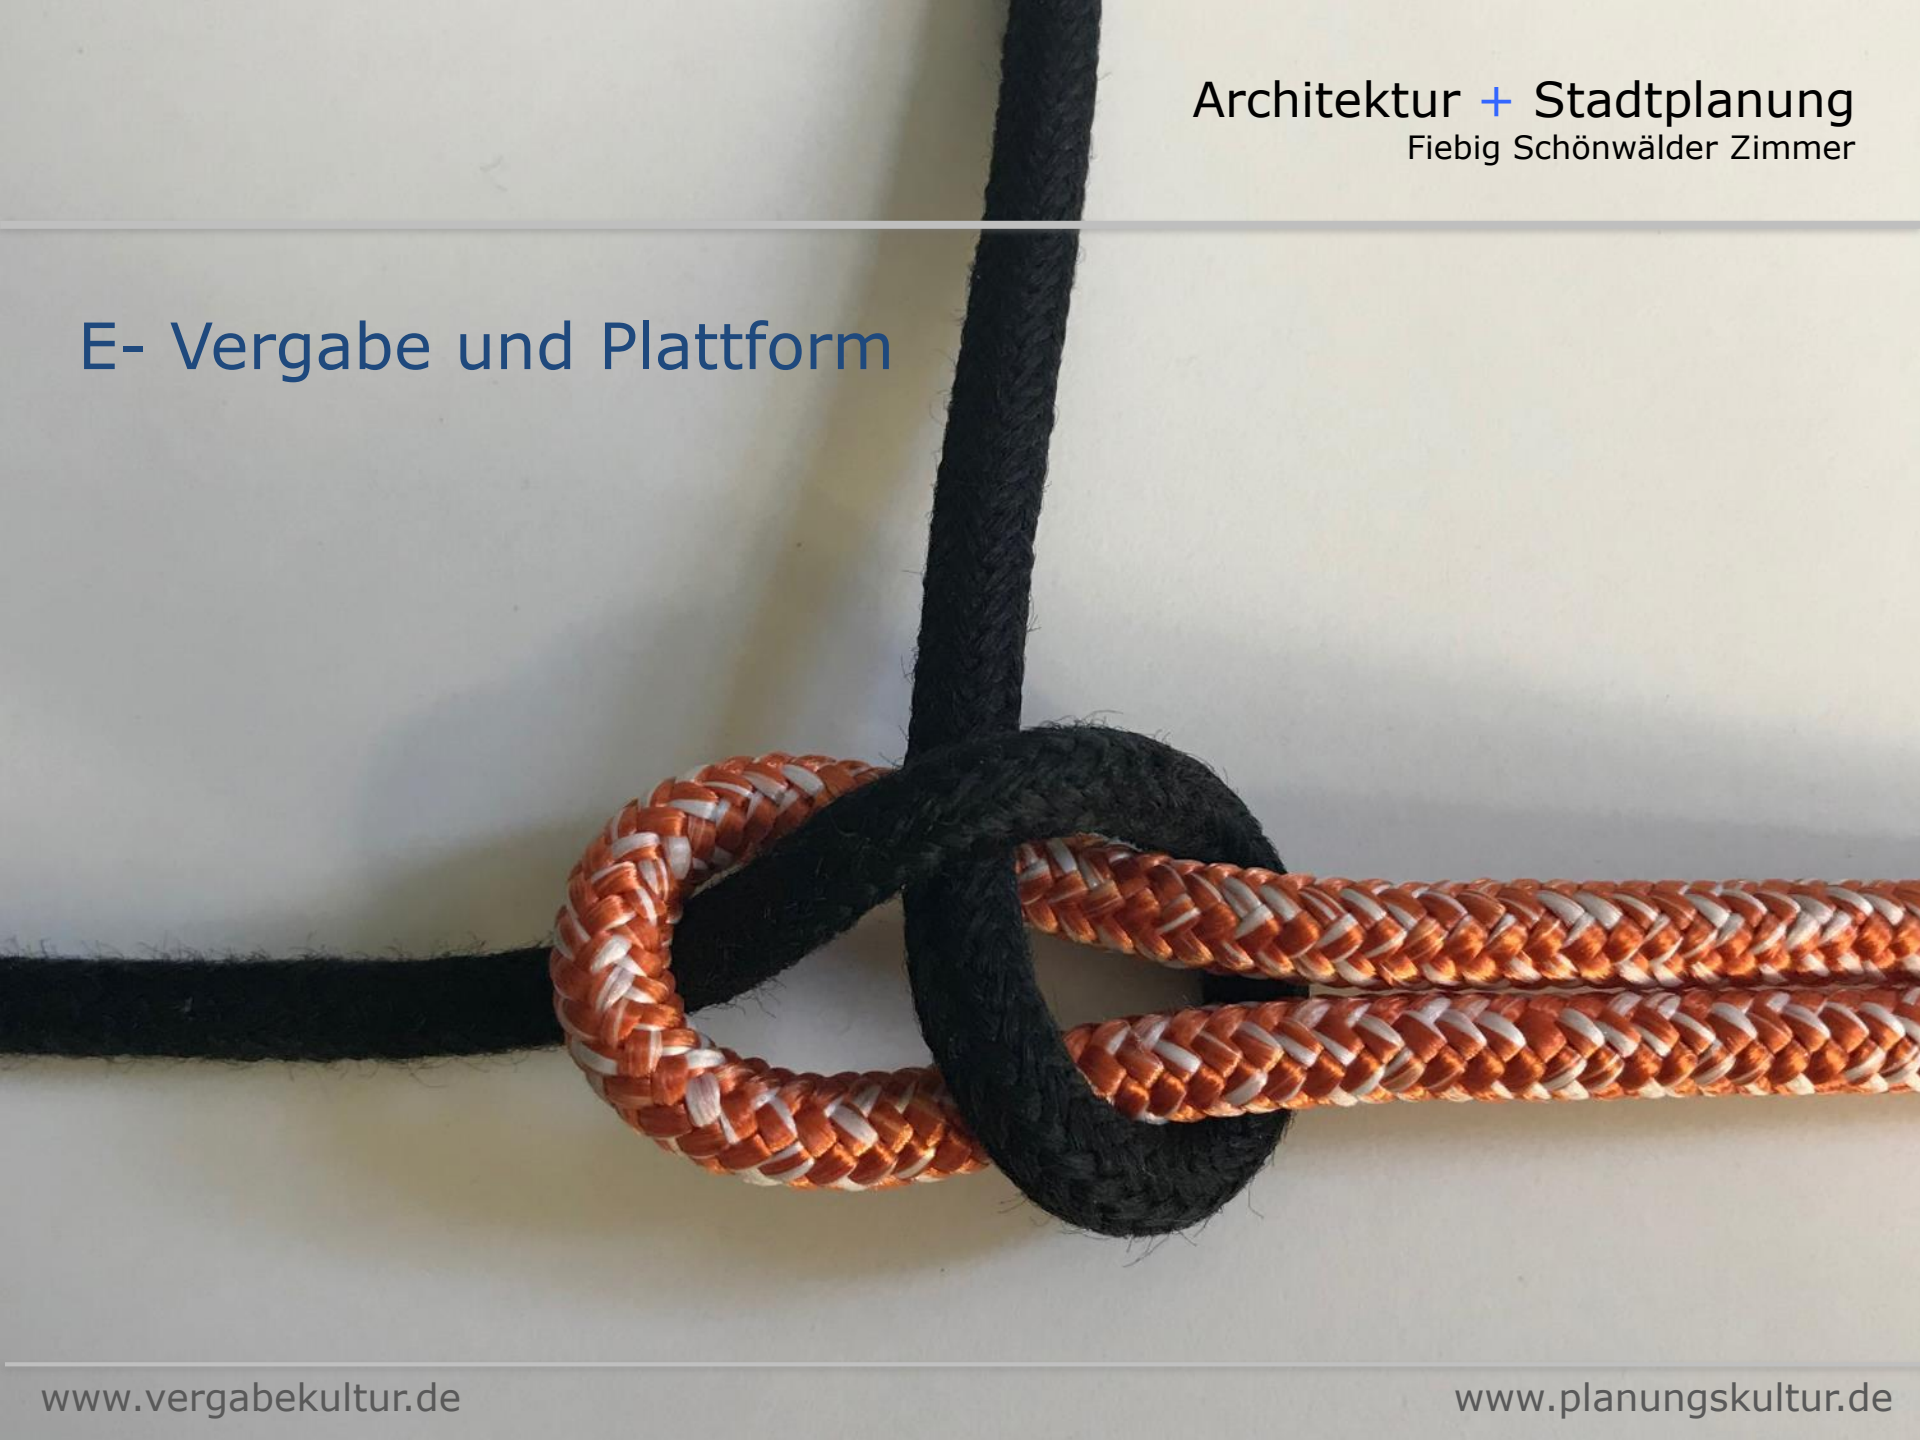 Architektur + Stadtplanung
Fiebig Schönwälder Zimmer
E- Vergabe und Plattform
www.vergabekultur.de
www.planungskultur.de